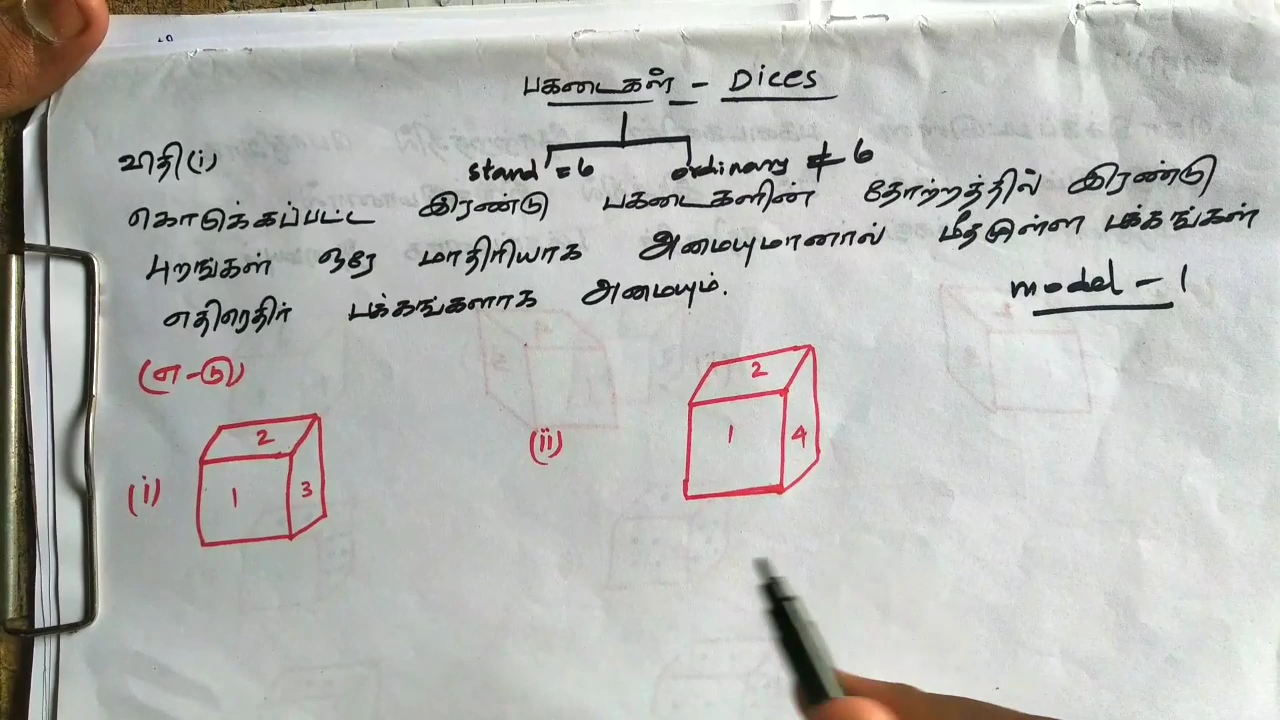 பகடைகள் - Dices
stand = 6 ordinary ≠ 6
விதி(i)
கொடுக்கப்பட்ட இரண்டு பகடைகளின் தோற்றத்தில் இரண்டு
புறங்கள் ஒரே மாதிரியாக அமையுமானால் மீதமுள்ள பக்கங்கள்
எதிரெதிர் பக்கங்களாக அமையும்.
model - 1
(எ-டு)
(i) 2 1 3
(ii) 2 1 4